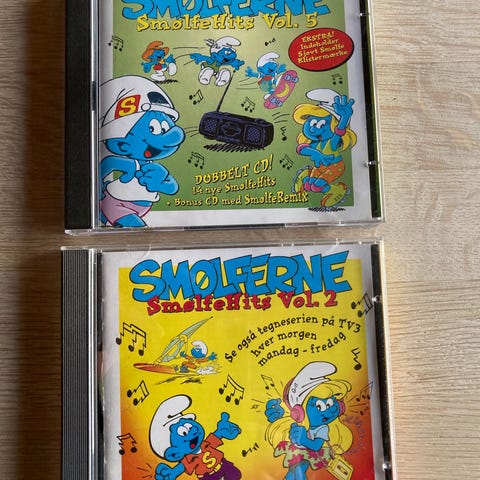 SMØLFERNE
SmølfeHits Vol. 5
EKSTRA!
Indeholder
Sjovt Smølfe
Klistermærke
S
DUBBELT CD!
14 nye SmølfeHits
+ Bonus CD med SmølfeRemix
SMØLFERNE
SmølfeHits Vol. 2
Se også tegneserien på TV3
hver morgen
mandag - fredag
S